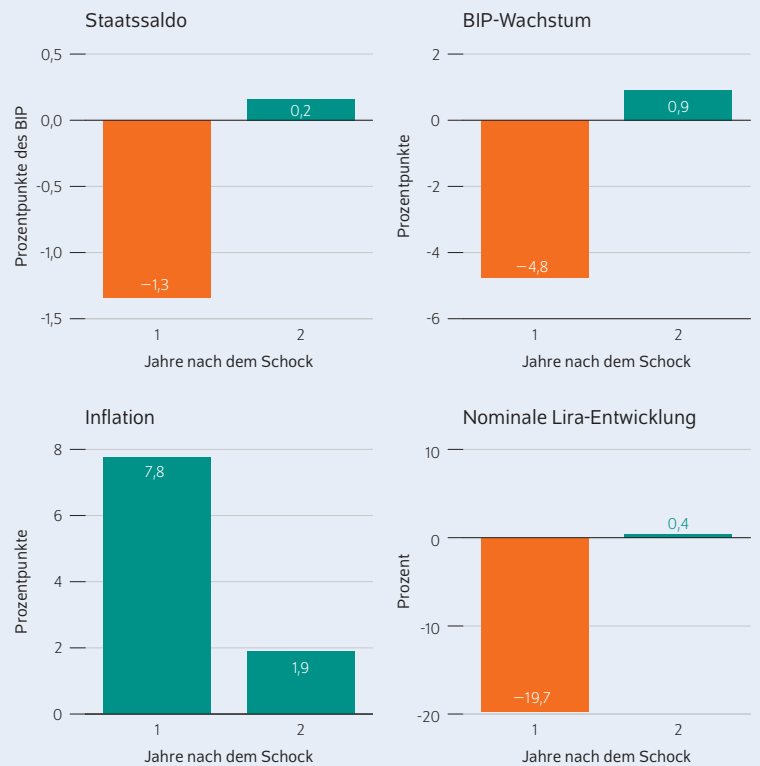 Staatssaldo
Prozentpunkte des BIP
0,5
0,0
-0,5
-1,0
-1,5
−1,3
0,2
1
2
Jahre nach dem Schock
BIP-Wachstum
Prozentpunkte
2
0
-2
-4
-6
−4,8
0,9
1
2
Jahre nach dem Schock
Inflation
Prozentpunkte
8
6
4
2
0
7,8
1,9
1
2
Jahre nach dem Schock
Nominale Lira-Entwicklung
Prozent
10
0
-10
-20
−19,7
0,4
1
2
Jahre nach dem Schock